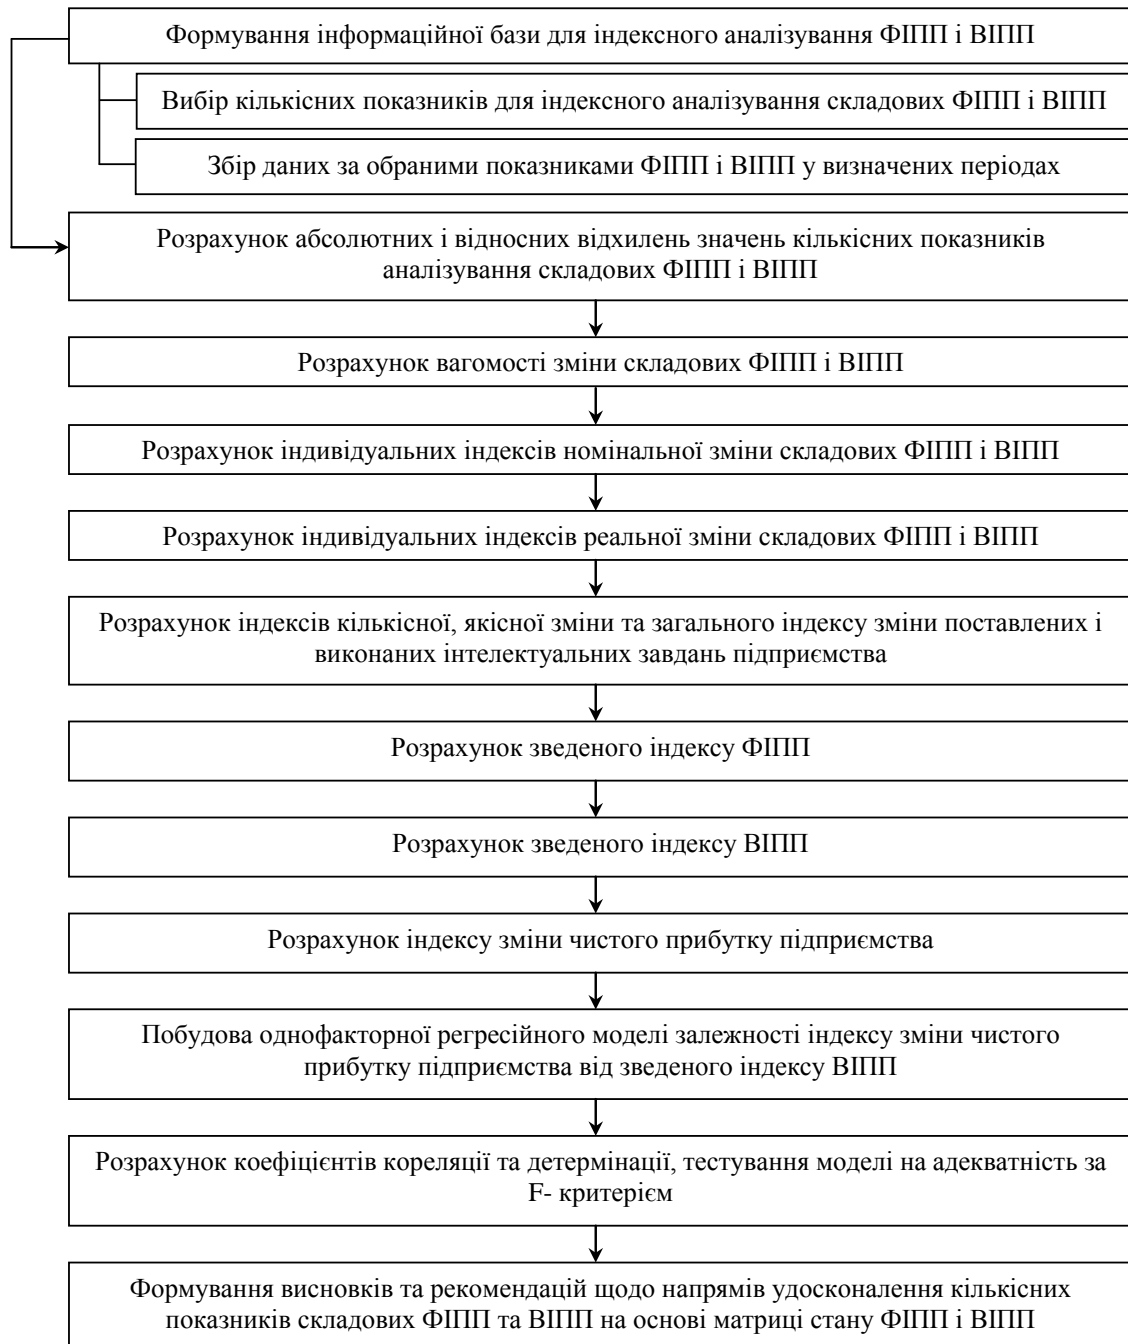 Формування інформаційної бази для індексного аналізування ФІПП і ВІПП
Вибір кількісних показників для індексного аналізування складових ФІПП і ВІПП
Збір даних за обраними показниками ФІПП і ВІПП у визначених періодах
Розрахунок абсолютних і відносних відхилень значень кількісних показників
аналізування складових ФІПП і ВІПП
Розрахунок вагомості зміни складових ФІПП і ВІПП
Розрахунок індивідуальних індексів номінальної зміни складових ФІПП і ВІПП
Розрахунок індивідуальних індексів реальної зміни складових ФІПП і ВІПП
Розрахунок індексів кількісної, якісної зміни та загального індексу зміни поставлених і
виконаних інтелектуальних завдань підприємства
Розрахунок зведеного індексу ФІПП
Розрахунок зведеного індексу ВІПП
Розрахунок індексу зміни чистого прибутку підприємства
Побудова однофакторної регресійного моделі залежності індексу зміни чистого
прибутку підприємства від зведеного індексу ВІПП
Розрахунок коефіцієнтів кореляції та детермінації, тестування моделі на адекватність за
F- критерієм
Формування висновків та рекомендацій щодо напрямів удосконалення кількісних
показників складових ФІПП та ВІПП на основі матриці стану ФІПП і ВІПП